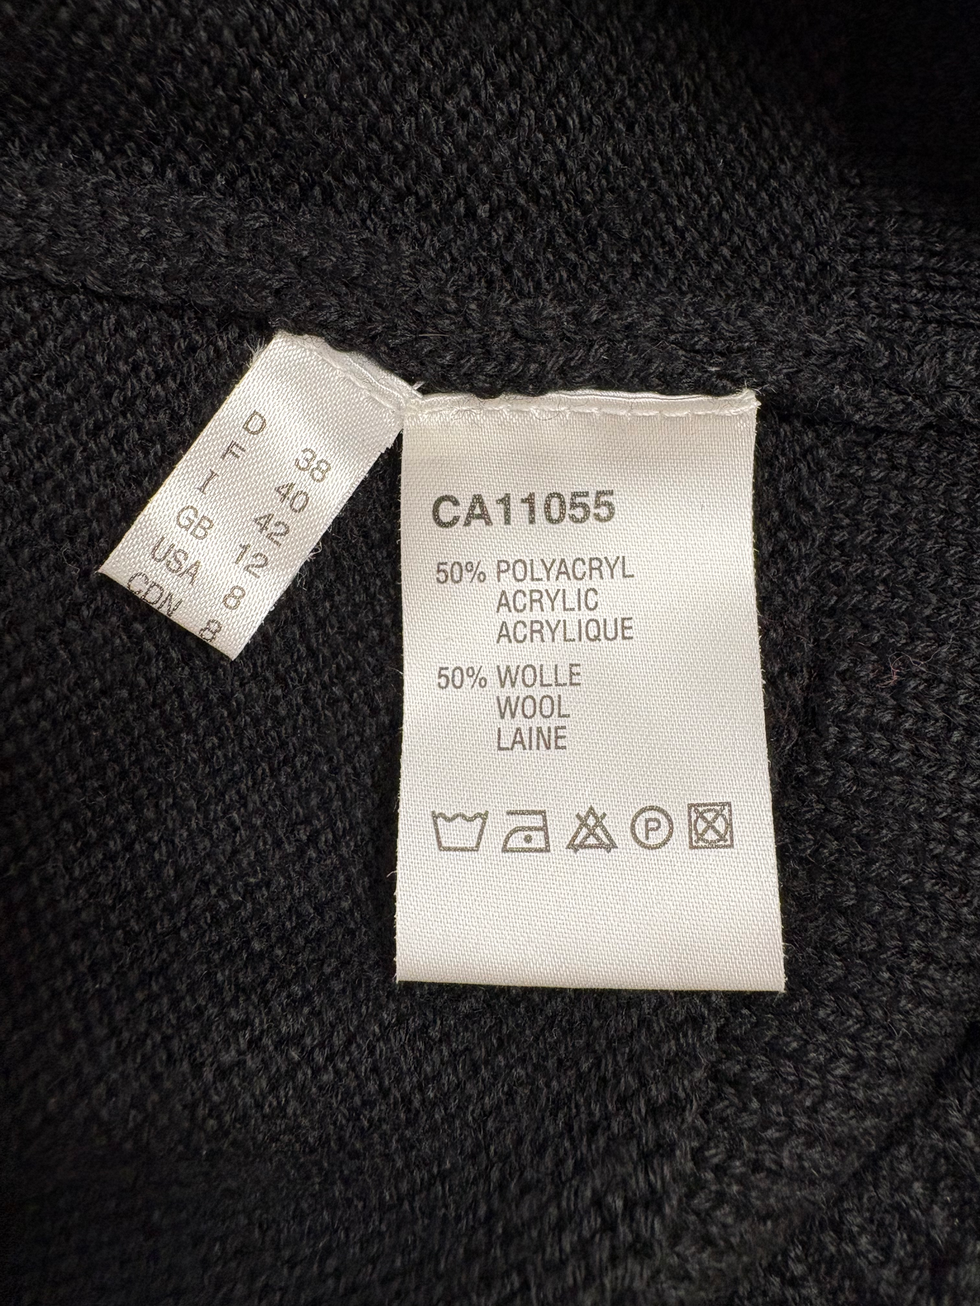 D 38
F 40
I 42
GB 12
USA 8
CDN 8
CA11055
50% POLYACRYL
ACRYLIC
ACRYLIQUE
50% WOLLE
WOOL
LAINE
P